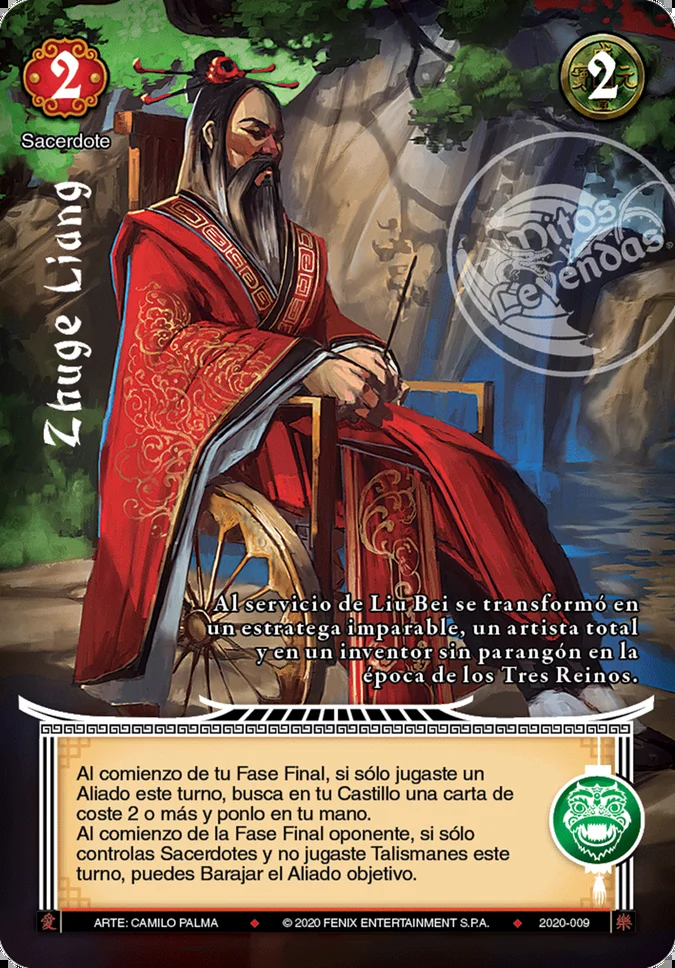 2
2
Sacerdote
Zhuge Liang
Mitos
y
Leyendas
Al servicio de Liu Bei se transformó en
un estratega imparable, un artista total
y en un inventor sin parangón en la
época de los Tres Reinos.
Al comienzo de tu Fase Final, si sólo jugaste un
Aliado este turno, busca en tu Castillo una carta de
coste 2 o más y ponlo en tu mano.
Al comienzo de la Fase Final oponente, si sólo
controlas Sacerdotes y no jugaste Talismanes este
turno, puedes Barajar el Aliado objetivo.
愛 ARTE: CAMILO PALMA © 2020 FENIX ENTERTAINMENT S.P.A. 2020-009 樂